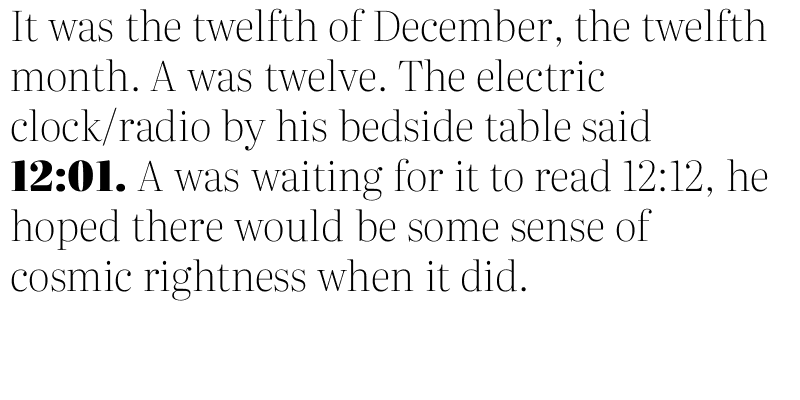 It was the twelfth of December, the twelfth
month. A was twelve. The electric
clock/radio by his bedside table said
12:01. A was waiting for it to read 12:12, he
hoped there would be some sense of
cosmic rightness when it did.